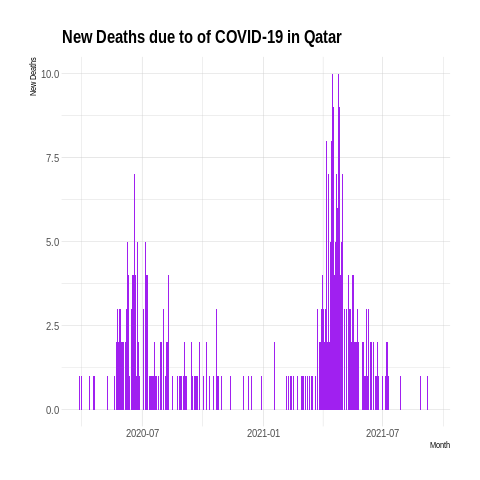 New Deaths due to of COVID-19 in Qatar
New Deaths
10.0
7.5
5.0
2.5
0.0
2020-07
2021-01
2021-07
Month